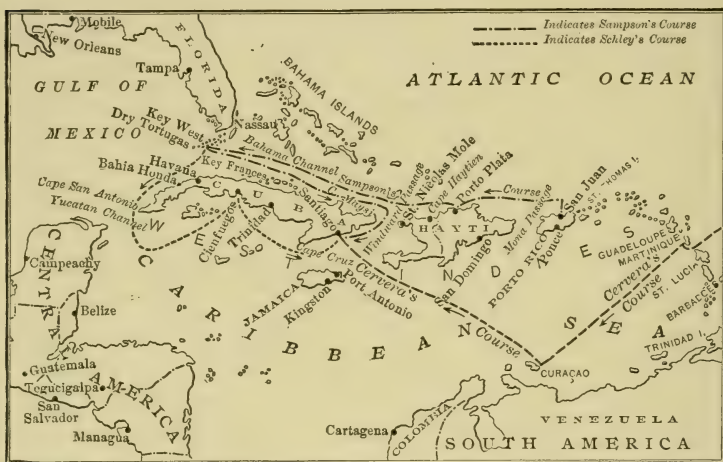 Indicates Sampson's Course
Indicates Schley's Course
Mobile
New Orleans
FLORIDA
Tampa
GULF OF
MEXICO
BAHAMA ISLANDS
ATLANTIC OCEAN
Key West
Dry Tortugas
Nassau
Havana
Bahia Honda
Key Frances
Bahama Channel
Sampson's
Course
Cape San Antonio
Yucatan Channel
CUBA
C. Maysi
Windward Passage
St. Nicolas Mole
Cape Haytien
Porto Plata
San Juan
ST. THOMAS I.
Cienfuegos
Trinidad
Santiago
HAYTI
Mona Passage
San Domingo
PORTO RICO
Ponce
WEST INDIES
GUADELOUPE
MARTINIQUE
Cervera's
Course
ST. LUCIA
BARBACOES
TRINIDAD I.
Cape Cruz
Cervera's
Course
JAMAICA
Kingston
Port Antonio
CARIBBEAN SEA
CENTRAL
AMERICA
Campeachy
Belize
Guatemala
Tegucigalpa
San
Salvador
Managua
CURAÇAO
Cartagena
COLOMBIA
VENEZUELA
SOUTH AMERICA